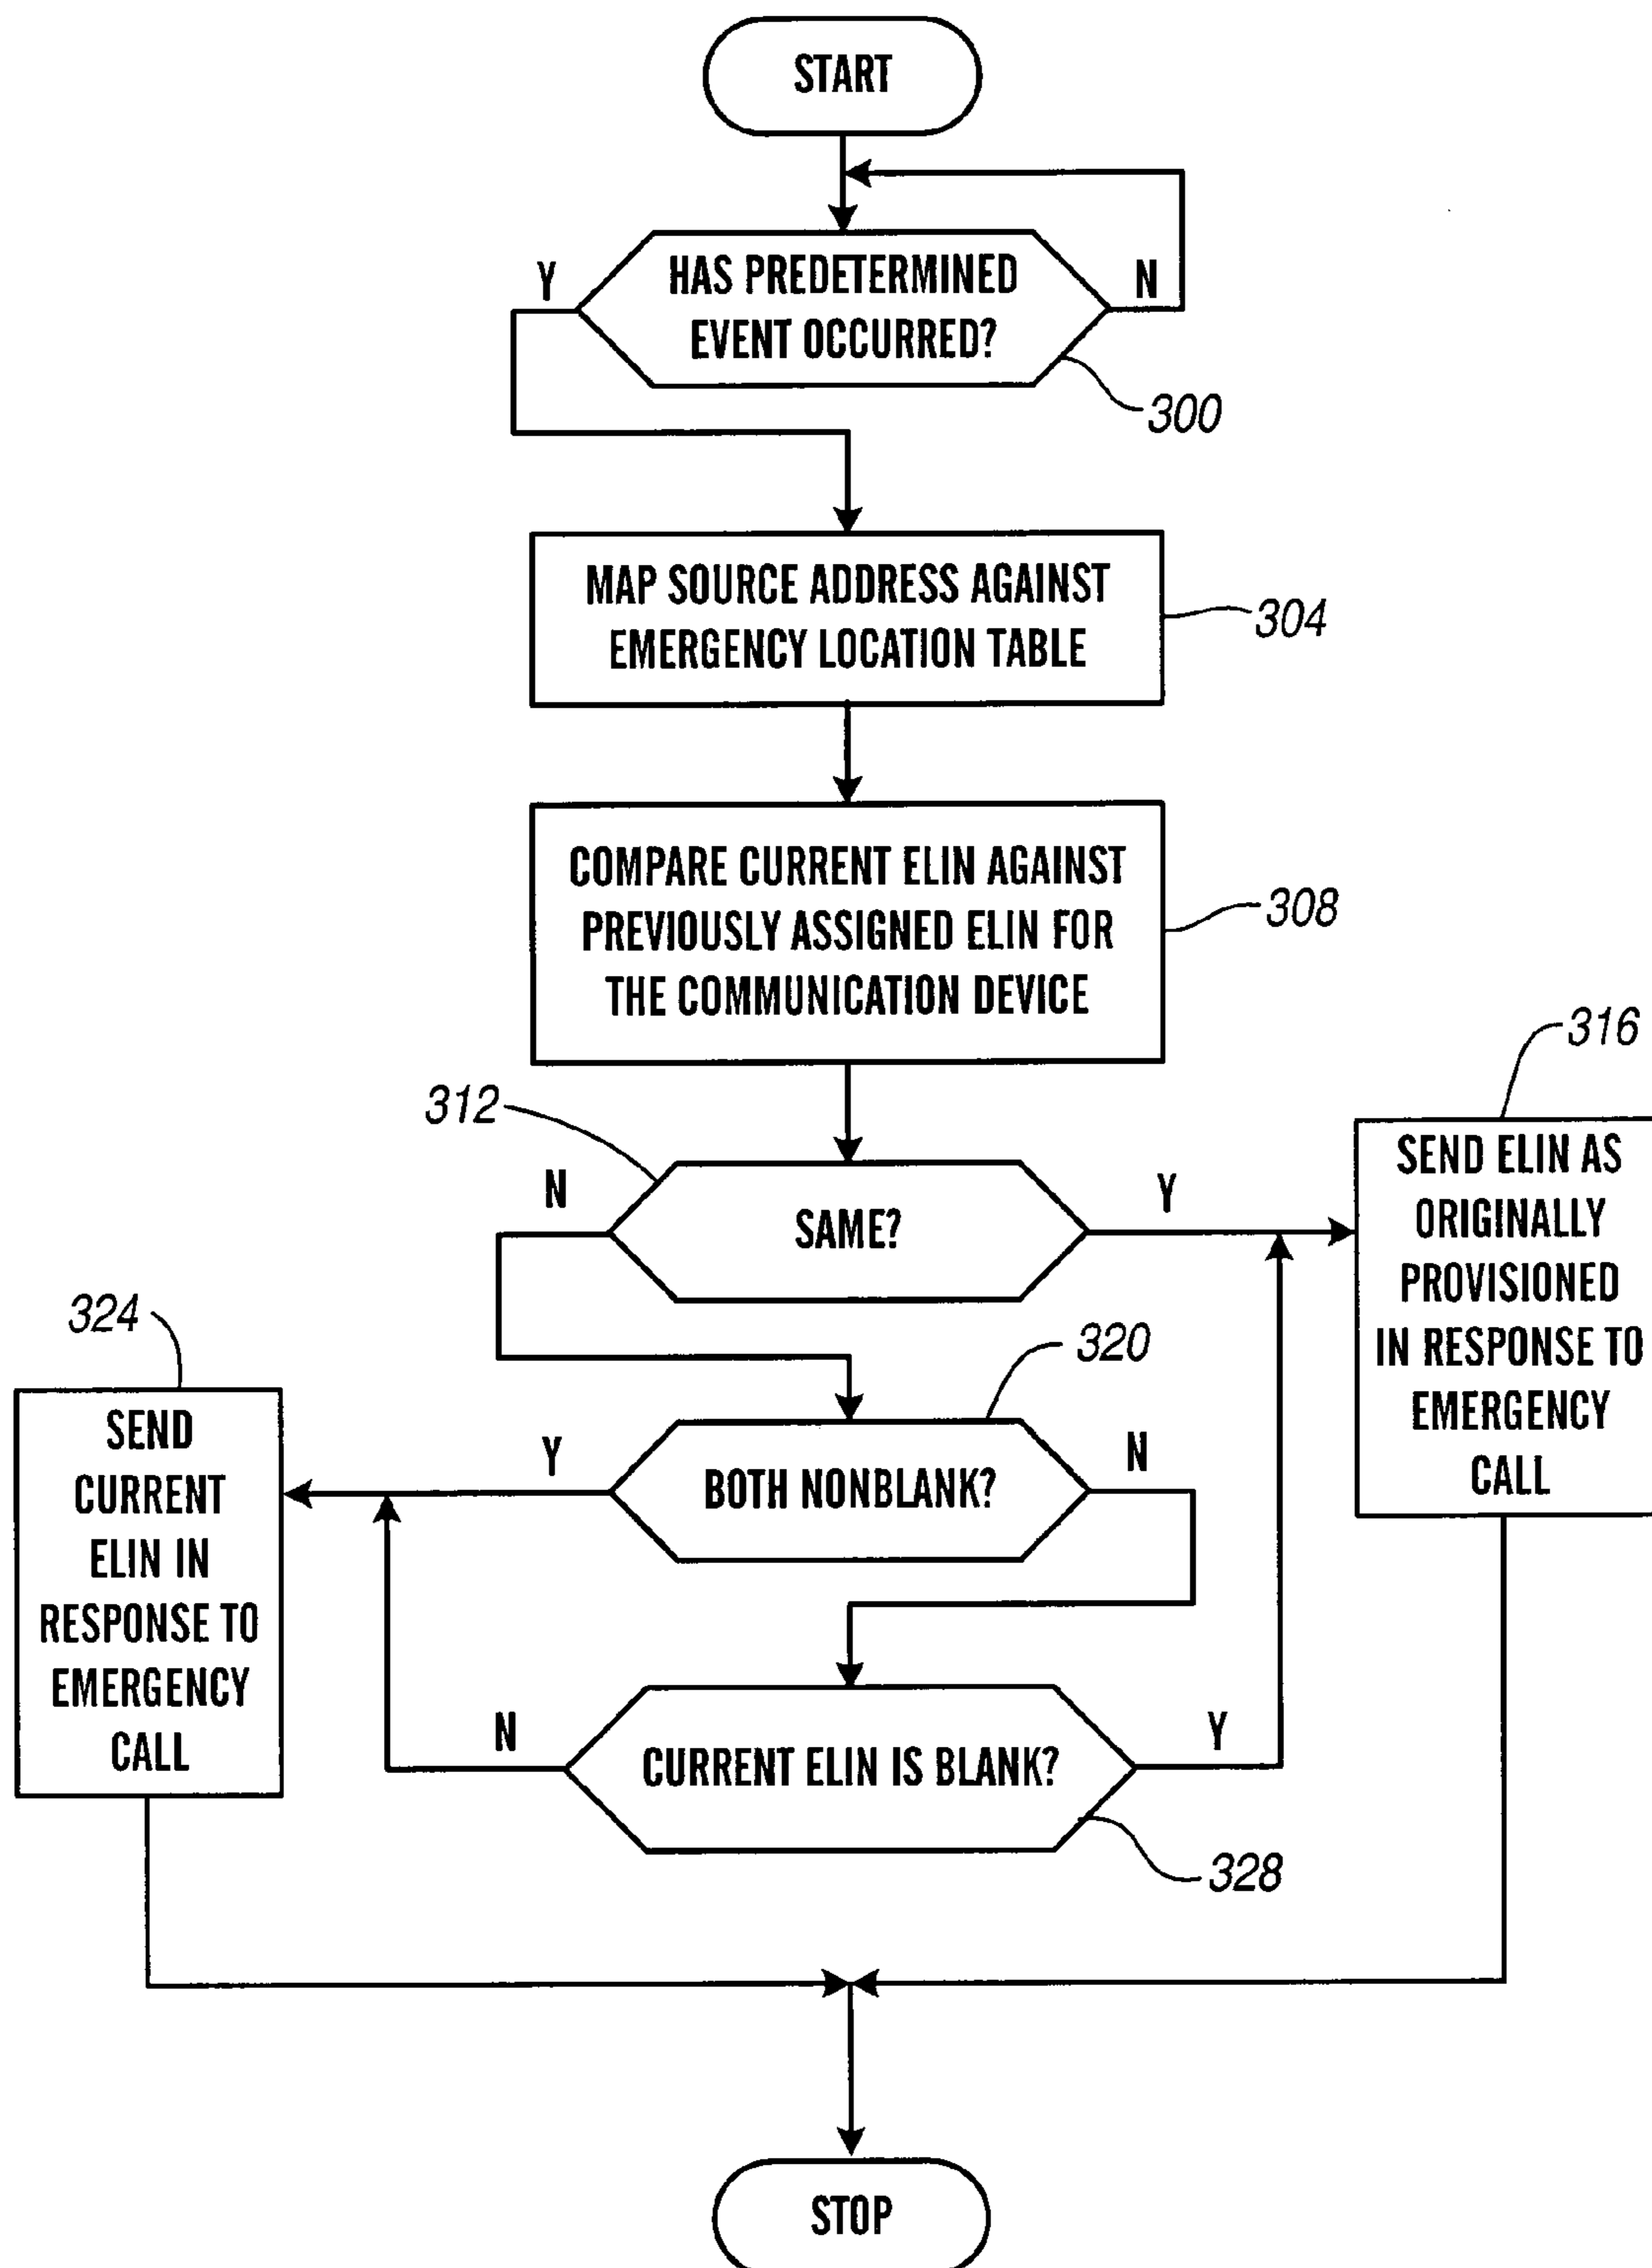 START
Y
HAS PREDETERMINED
EVENT OCCURRED?
N
300
MAP SOURCE ADDRESS AGAINST
EMERGENCY LOCATION TABLE
304
COMPARE CURRENT ELIN AGAINST
PREVIOUSLY ASSIGNED ELIN FOR
THE COMMUNICATION DEVICE
308
312
N
SAME?
Y
316
SEND ELIN AS
ORIGINALLY
PROVISIONED
IN RESPONSE TO
EMERGENCY
CALL
320
Y
BOTH NONBLANK?
N
324
SEND
CURRENT
ELIN IN
RESPONSE TO
EMERGENCY
CALL
N
CURRENT ELIN IS BLANK?
Y
328
STOP